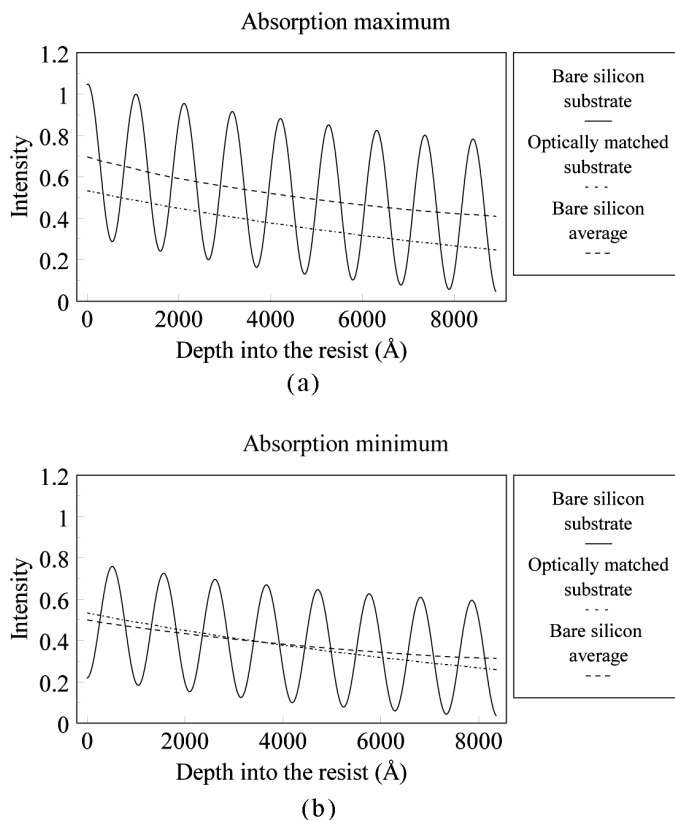 Absorption maximum
1.2
1
0.8
0.6
0.4
0.2
0
Intensity
0 2000 4000 6000 8000
Depth into the resist (Å)
Bare silicon
substrate
Optically matched
substrate
Bare silicon
average
(a)
Absorption minimum
1.2
1
0.8
0.6
0.4
0.2
0
Intensity
0 2000 4000 6000 8000
Depth into the resist (Å)
Bare silicon
substrate
Optically matched
substrate
Bare silicon
average
(b)